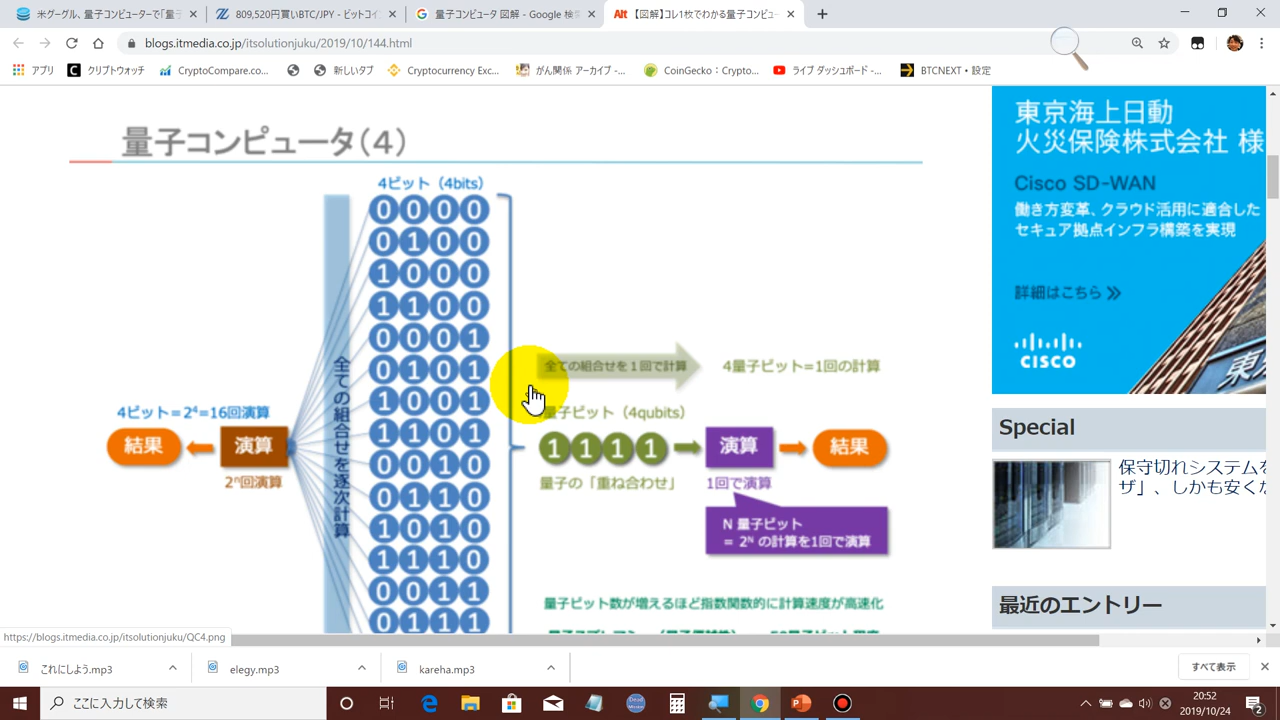 米グーグル、量子コンピューターで「量子
809,520円買いBTC/JPY - ビットコイン
量子コンピュータ 図解 - Google 検索
Alt 【図解】コレ1枚でわかる量子コンピュー
blogs.itmedia.co.jp/itsolutionjuku/2019/10/144.html
アプリ
クリプトウォッチ
CryptoCompare.co...
新しいタブ
Cryptocurrency Exc...
がん関係 アーカイブ -...
CoinGecko：Crypto...
ライブ ダッシュボード -...
BTCNEXT・設定
量子コンピュータ(4)
4ビット（4bits）
0000
0100
1000
1100
0001
0101
1001
1101
0010
0110
1010
1110
0011
0111
全ての組合せを逐次計算
4ビット=2⁴=16回演算
結果
演算
2ⁿ回演算
全ての組合せを１回で計算
4量子ビット=1回の計算
量子ビット（4qubits）
1111
演算
結果
量子の「重ね合わせ」
1回で演算
N 量子ビット
= 2ᴺ の計算を1回で演算
量子ビット数が増えるほど指数関数的に計算速度が高速化
東京海上日動
火災保険株式会社 様
Cisco SD-WAN
働き方変革、クラウド活用に適合した
セキュア拠点インフラ構築を実現
詳細はこちら
CISCO
Special
保守切れシステムを
ザ」、しかも安くか
最近のエントリー
https://blogs.itmedia.co.jp/itsolutionjuku/QC4.png
これにしよう.mp3
elegy.mp3
kareha.mp3
すべて表示
ここに入力して検索
20:52
2019/10/24
2